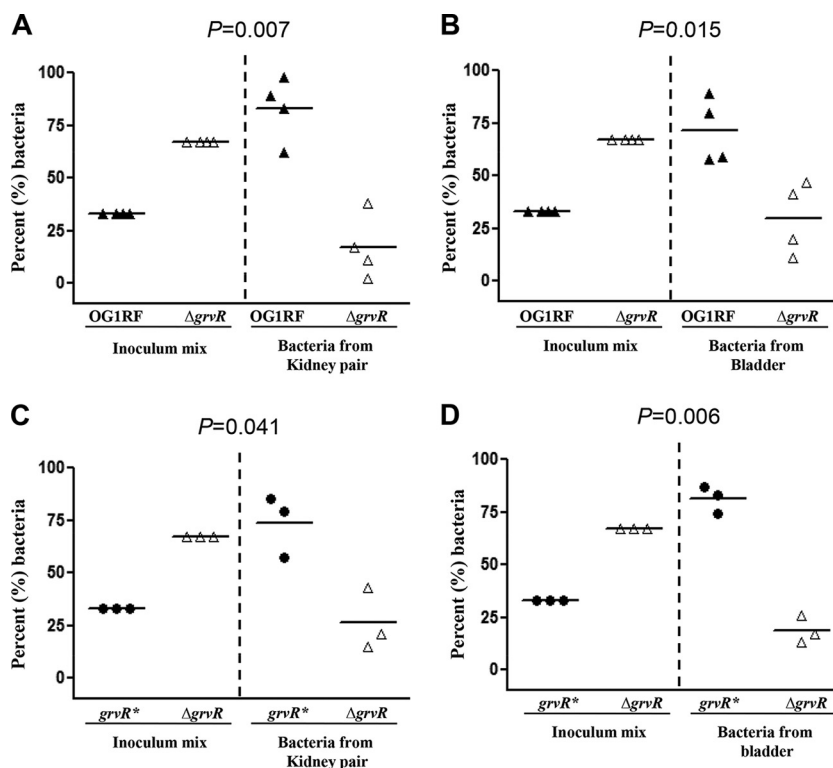 A
P=0.007
Percent (%) bacteria
100
75
50
25
0
OG1RF ΔgrvR OG1RF ΔgrvR
Inoculum mix
Bacteria from
Kidney pair
B
P=0.015
Percent (%) bacteria
100
75
50
25
0
OG1RF ΔgrvR OG1RF ΔgrvR
Inoculum mix
Bacteria from
Bladder
C
P=0.041
Percent (%) bacteria
100
75
50
25
0
grvR* ΔgrvR grvR* ΔgrvR
Inoculum mix
Bacteria from
Kidney pair
D
P=0.006
Percent (%) bacteria
100
75
50
25
0
grvR* ΔgrvR grvR* ΔgrvR
Inoculum mix
Bacteria from
bladder